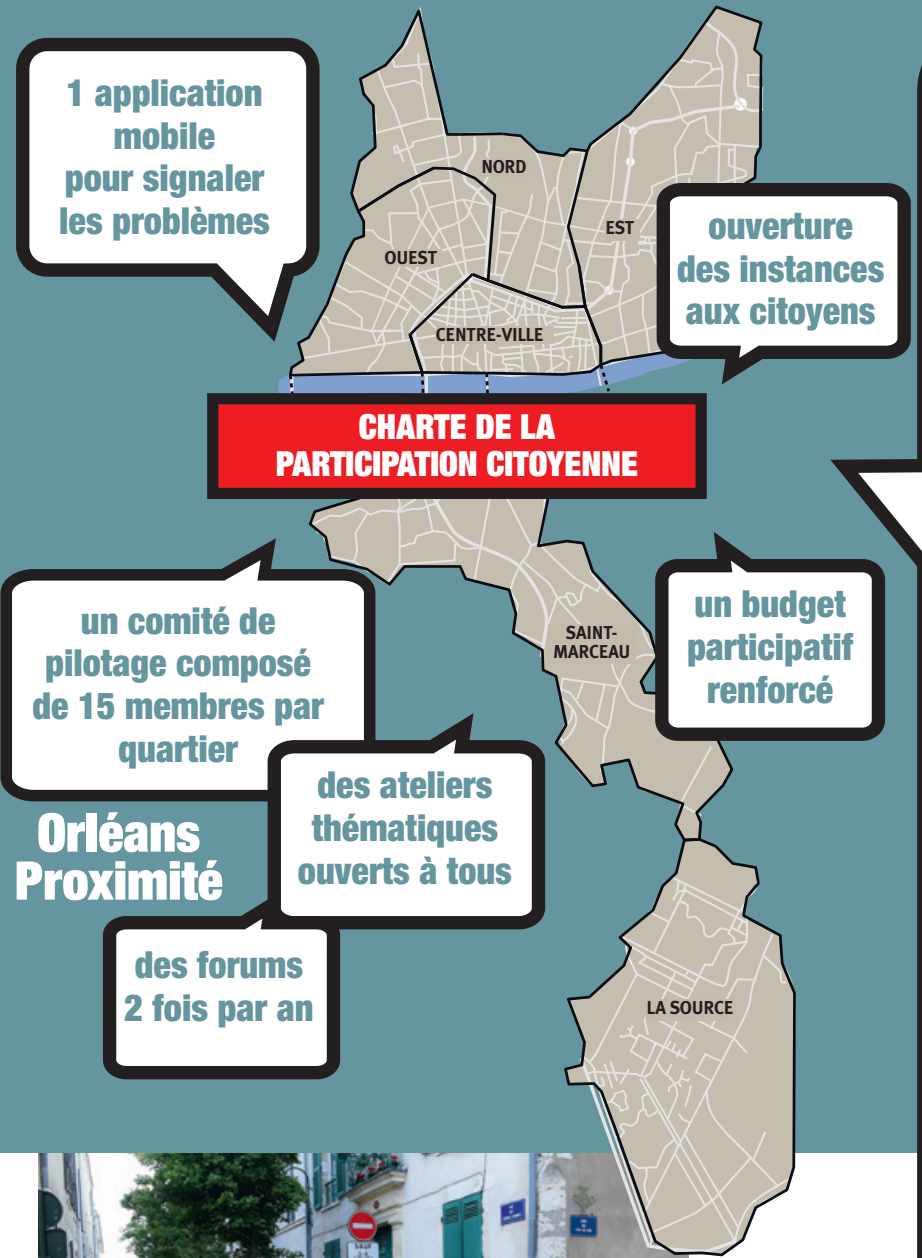 1 application
mobile
pour signaler
les problèmes
NORD
EST
OUEST
CENTRE-VILLE
ouverture
des instances
aux citoyens
CHARTE DE LA
PARTICIPATION CITOYENNE
un comité de
pilotage composé
de 15 membres par
quartier
SAINT-
MARCEAU
un budget
participatif
renforcé
des ateliers
thématiques
ouverts à tous
Orléans
Proximité
des forums
2 fois par an
LA SOURCE
SAUF